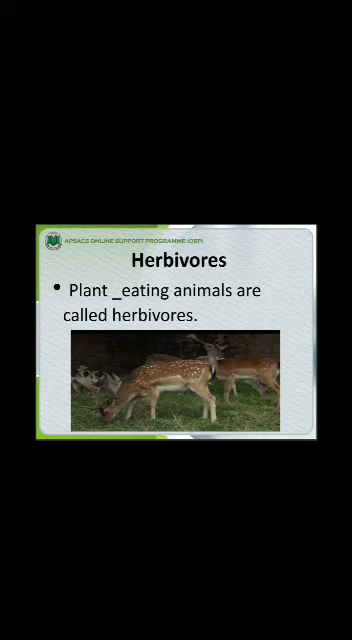 APSACS ONLINE SUPPORT PROGRAMME (OSP)
Herbivores
• Plant _eating animals are
called herbivores.